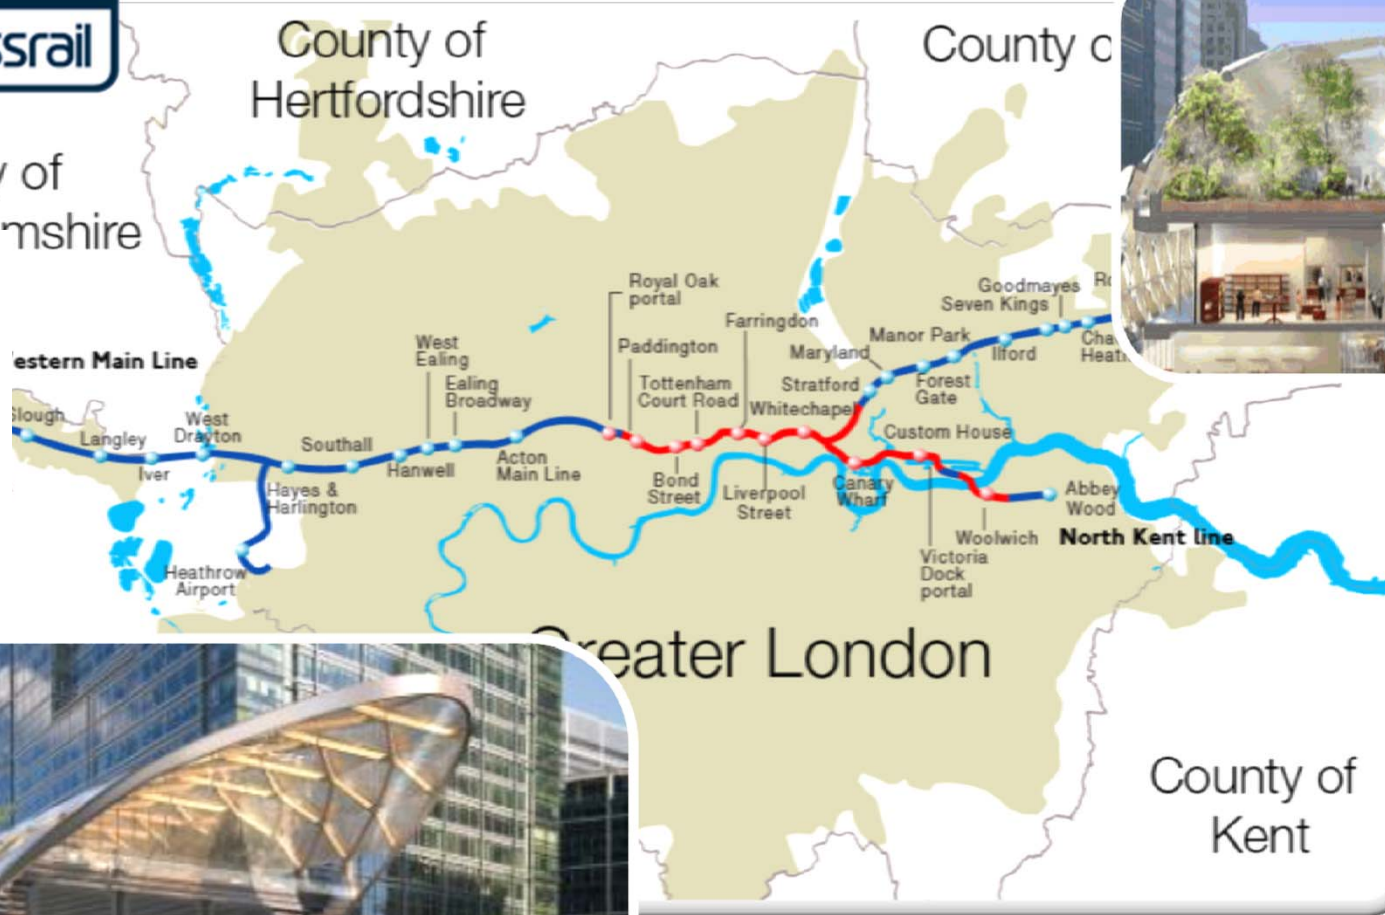 ssrail
County of
Hertfordshire
County o
y of
mshire
Royal Oak
portal
Goodmayes
Seven Kings
Farringdon
Manor Park
West
Ealing
Paddington
Maryland
Ilford
Cha
Heath
estern Main Line
Ealing
Broadway
Tottenham
Court Road
Stratford
Forest
Gate
Slough
West
Drayton
Whitechapel
Langley
Southall
Custom House
Iver
Hanwell
Acton
Main Line
Bond
Street
Liverpool
Street
Canary
Wharf
Hayes &
Harlington
Abbey
Wood
Woolwich
North Kent line
Heathrow
Airport
Victoria
Dock
portal
Greater London
County of
Kent